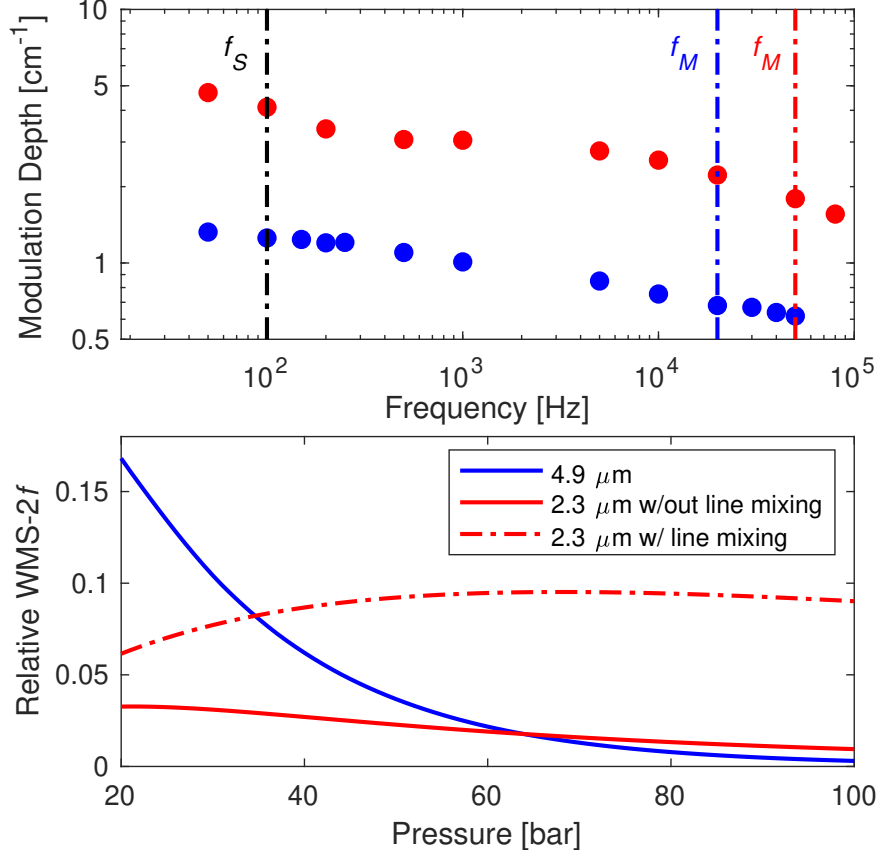 10
5
1
0.5
Modulation Depth [cm⁻¹]
f_S
f_M
f_M
10² 10³ 10⁴ 10⁵
Frequency [Hz]
0.15
0.1
0.05
0
Relative WMS-2f
4.9 μm
2.3 μm w/out line mixing
2.3 μm w/ line mixing
20 40 60 80 100
Pressure [bar]